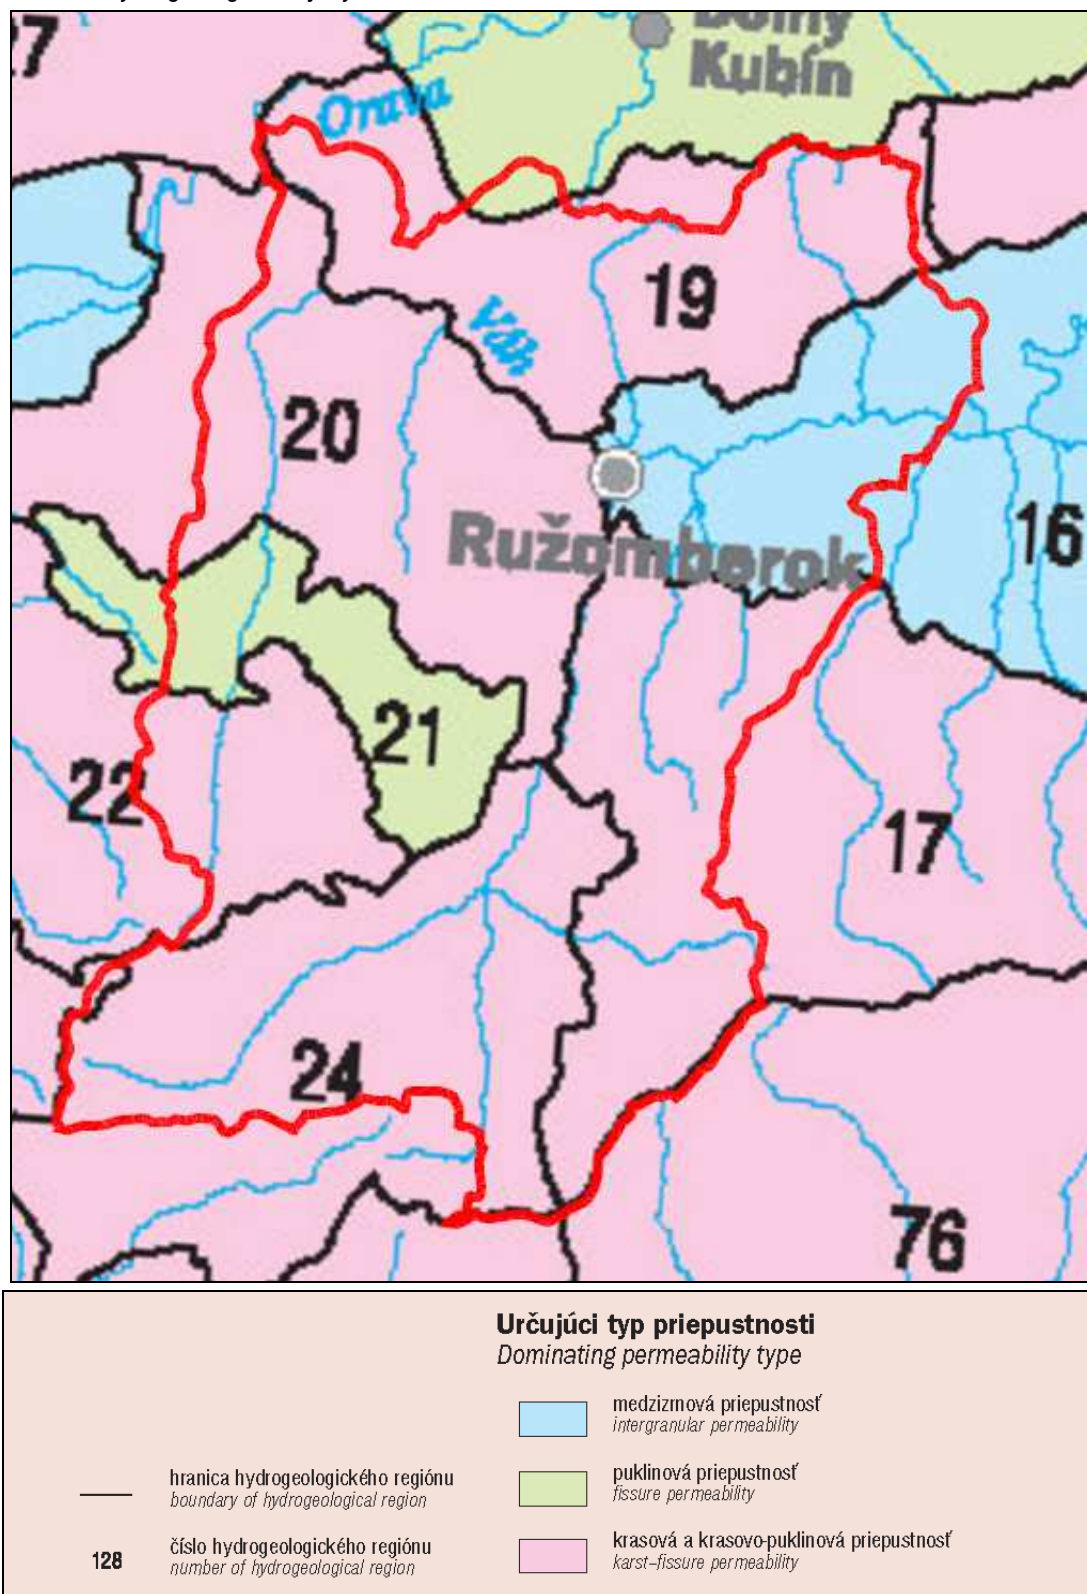 27
Dolný
Kubín
Orava
19
Váh
20
Ružomberok
16
21
22
17
24
76
Určujúci typ priepustnosti
Dominating permeability type
medzizrnová priepustnosť
intergranular permeability
hranica hydrogeologického regiónu
boundary of hydrogeological region
puklinová priepustnosť
fissure permeability
128
číslo hydrogeologického regiónu
number of hydrogeological region
krasová a krasovo-puklinová priepustnosť
karst–fissure permeability